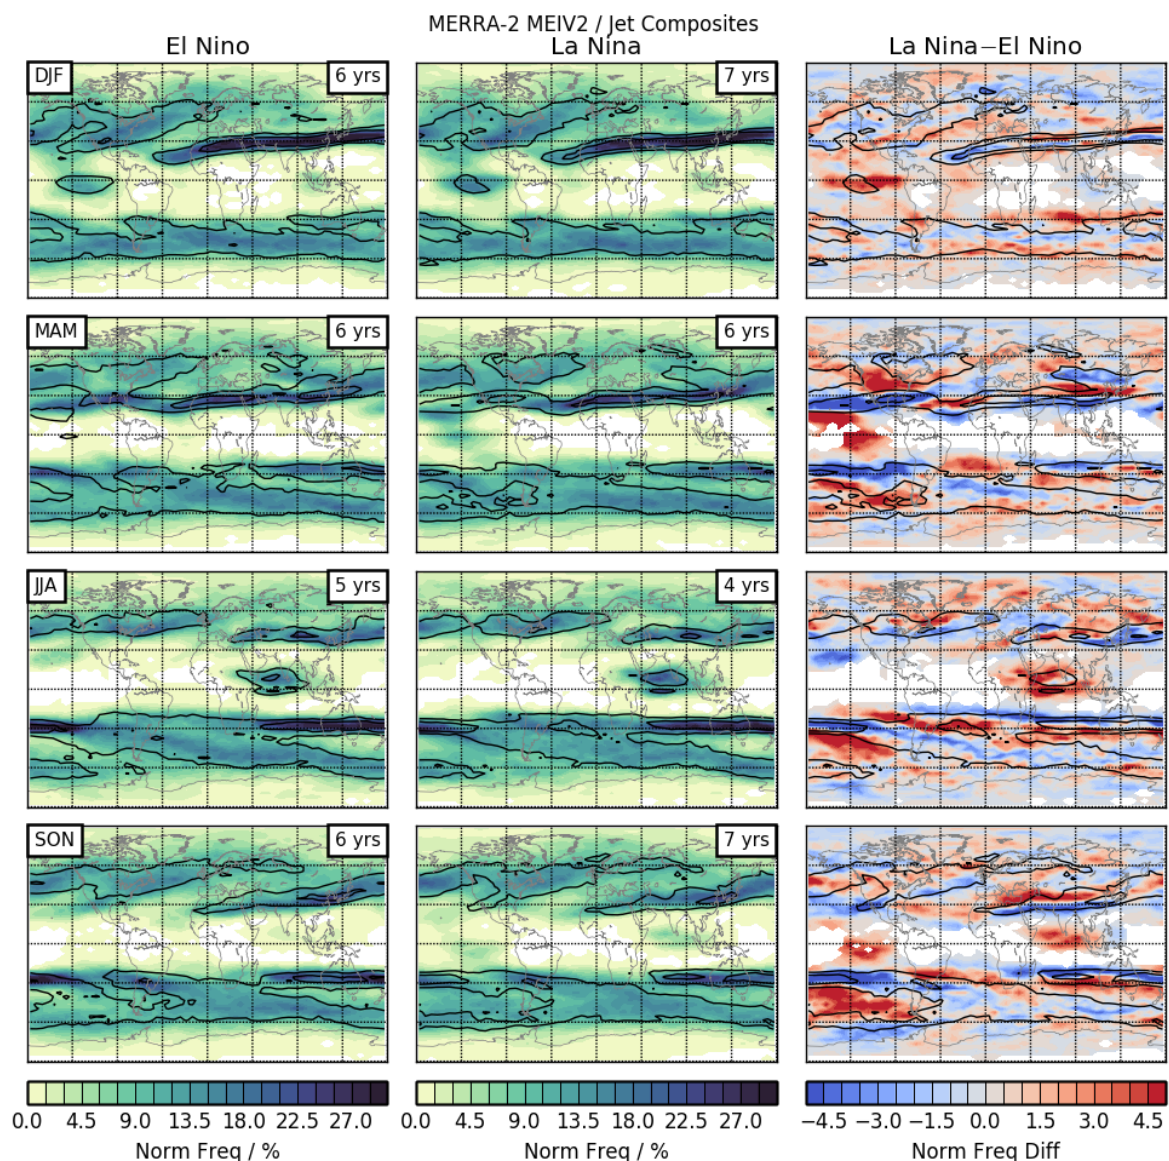 MERRA-2 MEIV2 / Jet Composites
El Nino La Nina La Nina−El Nino
DJF 6 yrs 7 yrs
MAM 6 yrs 6 yrs
JJA 5 yrs 4 yrs
SON 6 yrs 7 yrs
0.0 4.5 9.0 13.5 18.0 22.5 27.0 0.0 4.5 9.0 13.5 18.0 22.5 27.0 −4.5 −3.0 −1.5 0.0 1.5 3.0 4.5
Norm Freq / % Norm Freq / % Norm Freq Diff